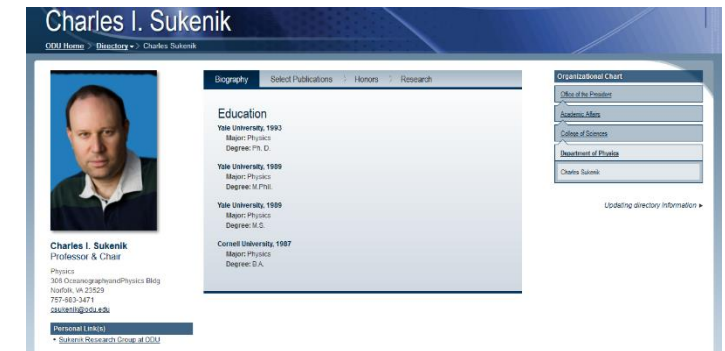 Charles I. Sukenik
ODU Home > Directory > Charles Sukenik
Biography
Select Publications
Honors
Research
Education
Yale University, 1993
Major: Physics
Degree: Ph. D.
Yale University, 1989
Major: Physics
Degree: M.Phil.
Yale University, 1989
Major: Physics
Degree: M.S.
Cornell University, 1987
Major: Physics
Degree: B.A.
Charles I. Sukenik
Professor & Chair
Physics
306 OceanographyandPhysics Bldg
Norfolk, VA 23529
757-683-3471
csukenik@odu.edu
Personal Link(s)
• Sukenik Research Group at ODU
Organizational Chart
Office of the President
Academic Affairs
College of Sciences
Department of Physics
Charles Sukenik
Updating directory information